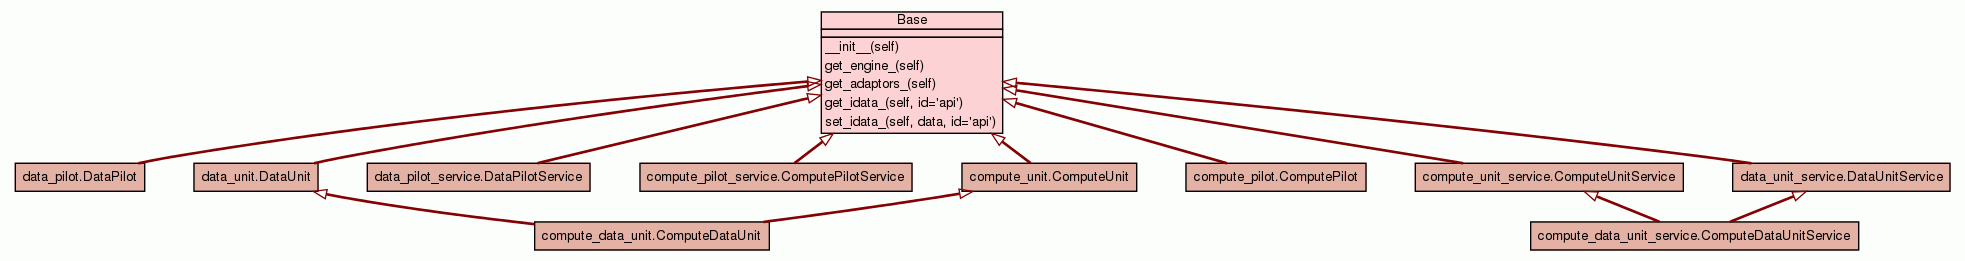 Base
__init__(self)
get_engine_(self)
get_adaptors_(self)
get_idata_(self, id='api')
set_idata_(self, data, id='api')
data_pilot.DataPilot
data_unit.DataUnit
data_pilot_service.DataPilotService
compute_pilot_service.ComputePilotService
compute_unit.ComputeUnit
compute_pilot.ComputePilot
compute_unit_service.ComputeUnitService
data_unit_service.DataUnitService
compute_data_unit.ComputeDataUnit
compute_data_unit_service.ComputeDataUnitService